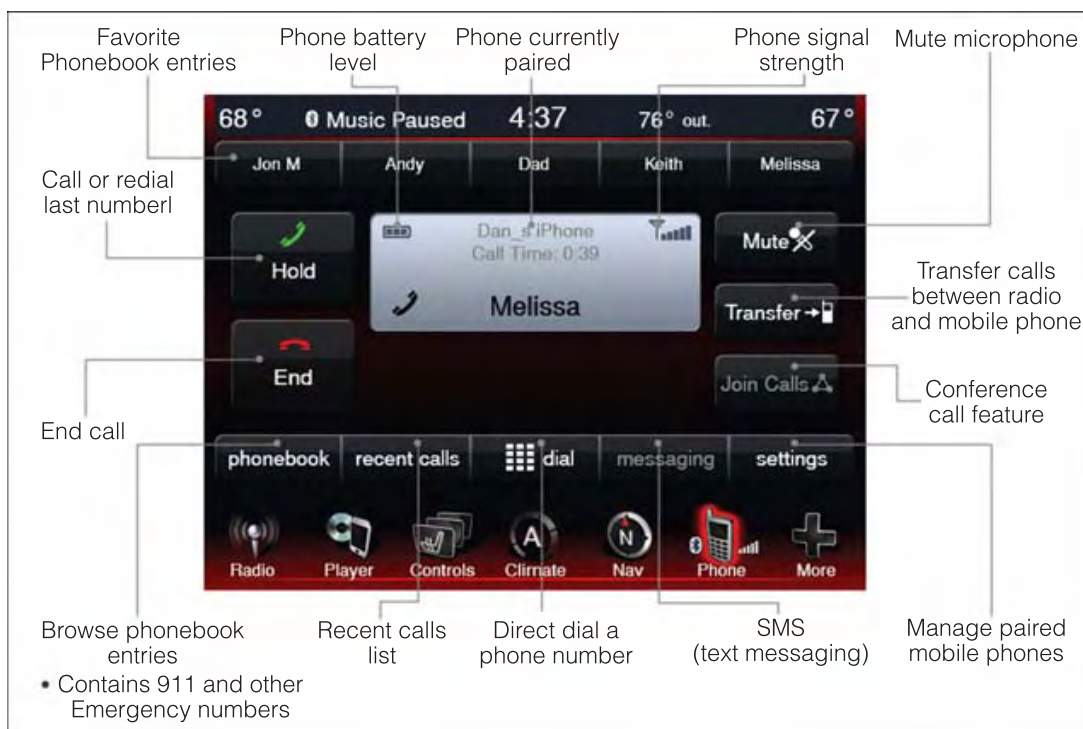 Favorite
Phonebook entries
Phone battery
level
Phone currently
paired
Phone signal
strength
Mute microphone
68° Music Paused 4:37 76° out. 67°
Jon M Andy Dad Keith Melissa
Call or redial
last numberl
Hold
Dan_s iPhone
Call Time: 0:39
Melissa
Mute
Transfer
Transfer calls
between radio
and mobile phone
End
Join Calls
Conference
call feature
End call
phonebook recent calls dial messaging settings
A
N
Radio Player Controls Climate Nav Phone More
Browse phonebook
entries
• Contains 911 and other
Emergency numbers
Recent calls
list
Direct dial a
phone number
SMS
(text messaging)
Manage paired
mobile phones